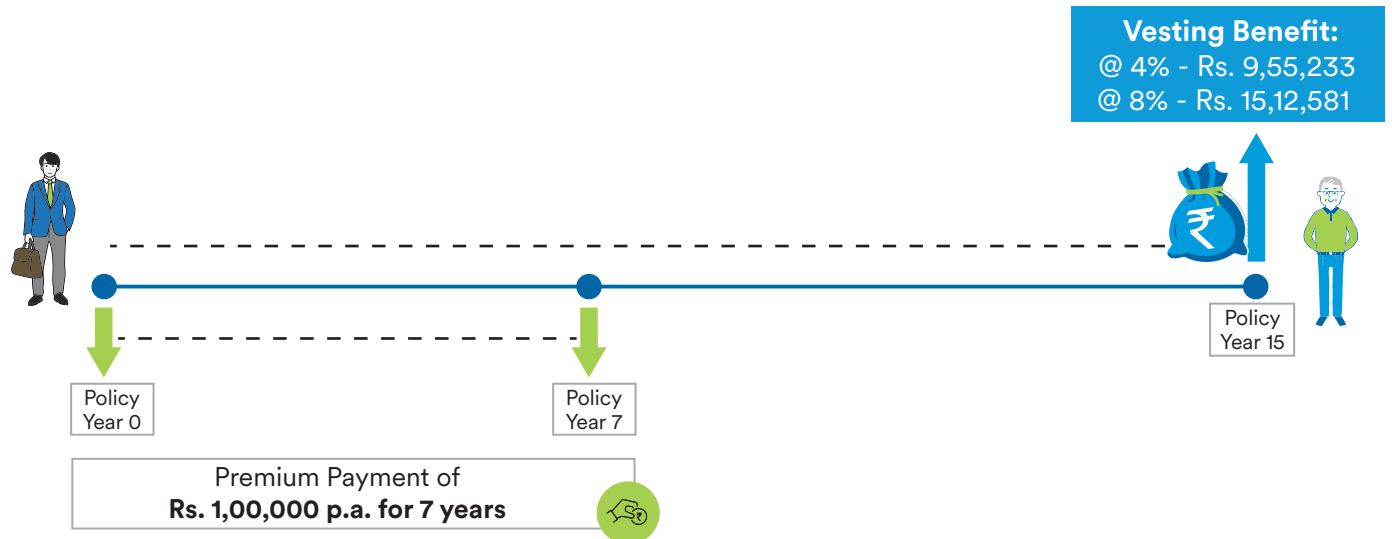 Vesting Benefit:
@ 4% - Rs. 9,55,233
@ 8% - Rs. 15,12,581
Policy
Year 15
Policy
Year 0
Policy
Year 7
Premium Payment of
Rs. 1,00,000 p.a. for 7 years